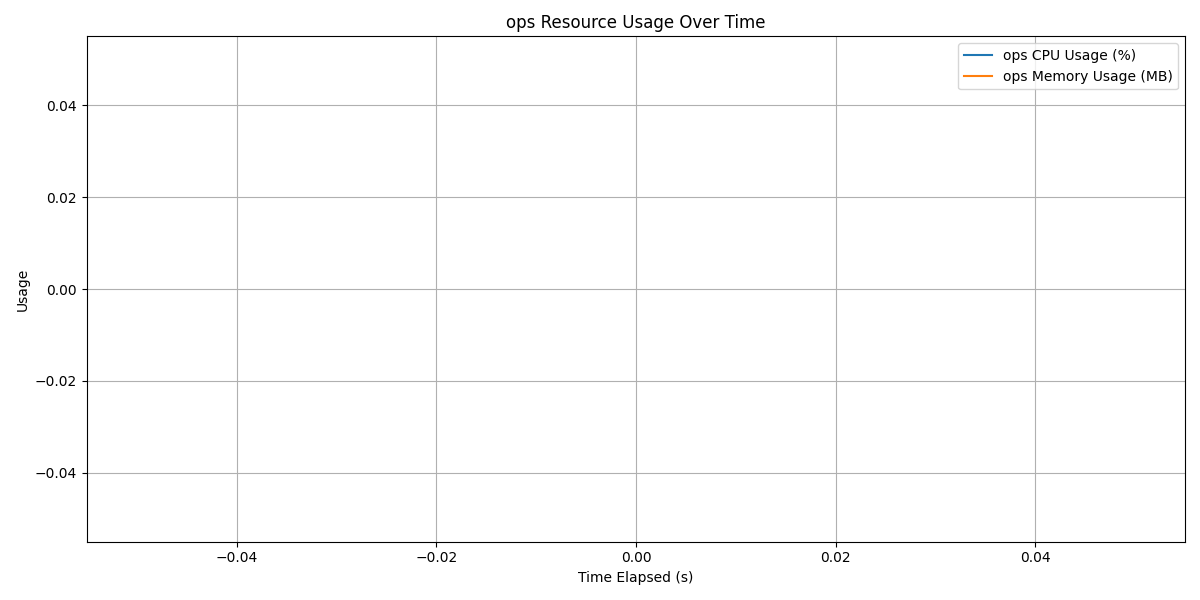 ops Resource Usage Over Time
ops CPU Usage (%)
ops Memory Usage (MB)
0.04
0.02
0.00
−0.02
−0.04
Usage
−0.04
−0.02
0.00
0.02
0.04
Time Elapsed (s)